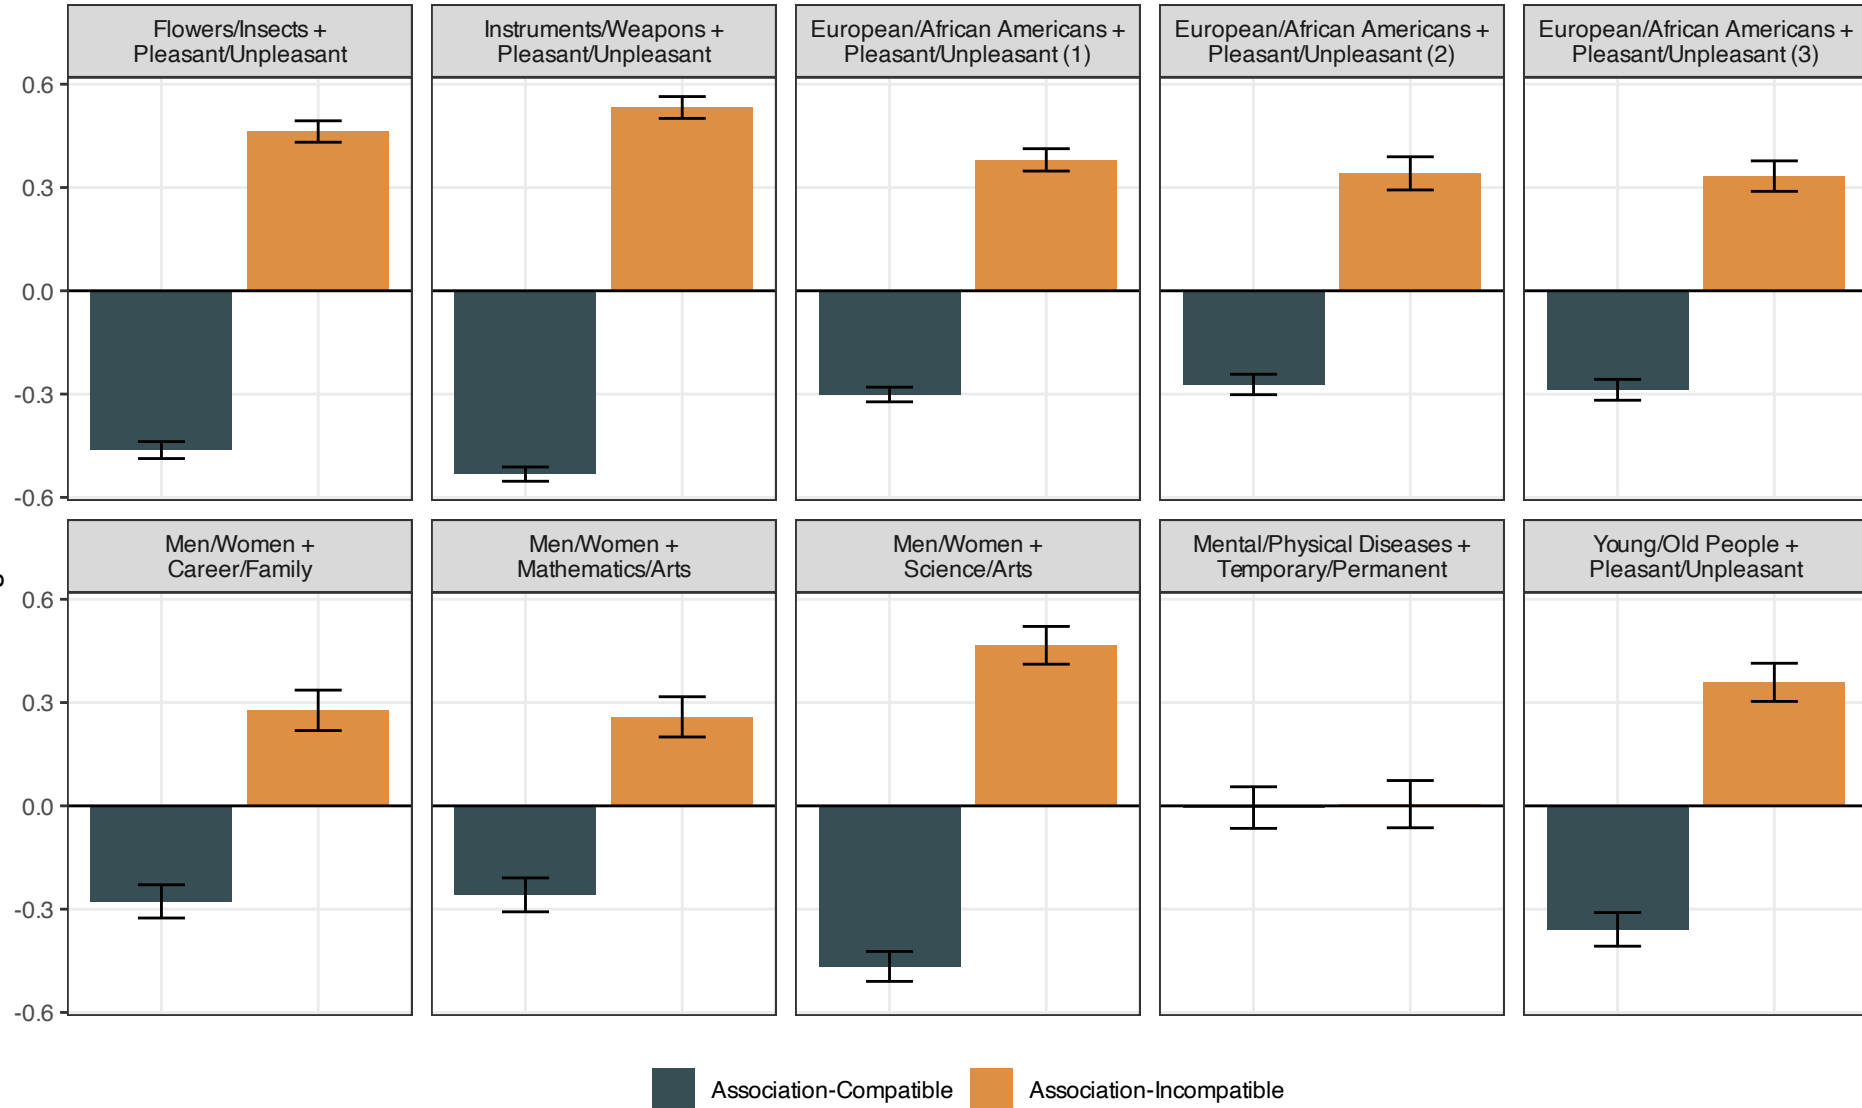 Flowers/Insects +
Pleasant/Unpleasant
Instruments/Weapons +
Pleasant/Unpleasant
European/African Americans +
Pleasant/Unpleasant (1)
European/African Americans +
Pleasant/Unpleasant (2)
European/African Americans +
Pleasant/Unpleasant (3)
0.6
0.3
0.0
-0.3
-0.6
Men/Women +
Career/Family
Men/Women +
Mathematics/Arts
Men/Women +
Science/Arts
Mental/Physical Diseases +
Temporary/Permanent
Young/Old People +
Pleasant/Unpleasant
0.6
0.3
0.0
-0.3
-0.6
Association-Compatible
Association-Incompatible